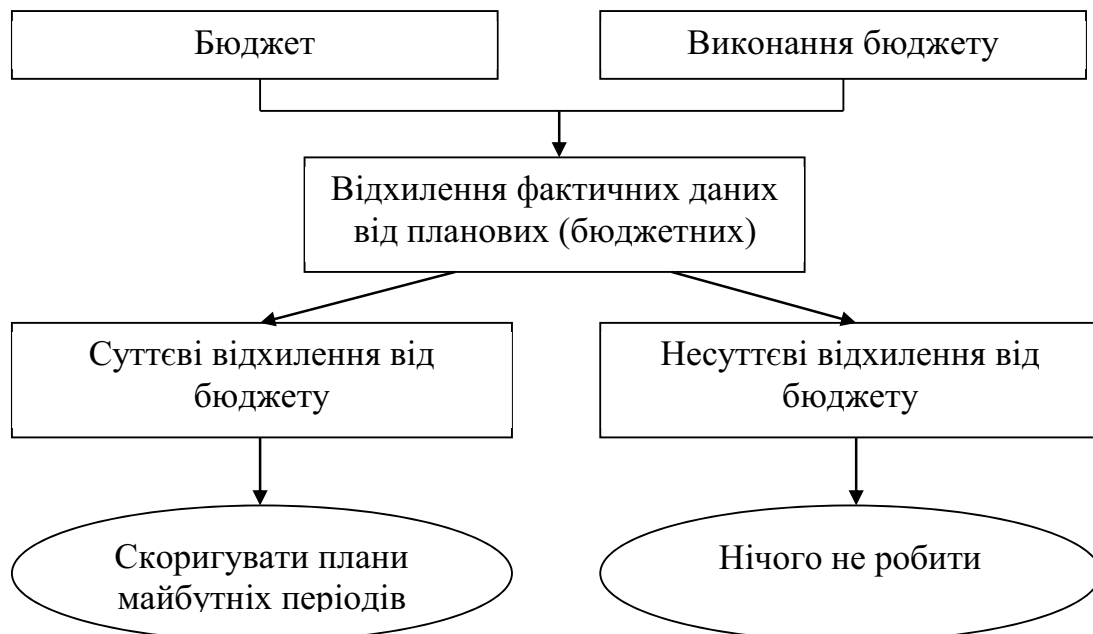 Бюджет
Виконання бюджету
Відхилення фактичних даних
від планових (бюджетних)
Суттєві відхилення від
бюджету
Несуттєві відхилення від
бюджету
Скоригувати плани
майбутніх періодів
Нічого не робити